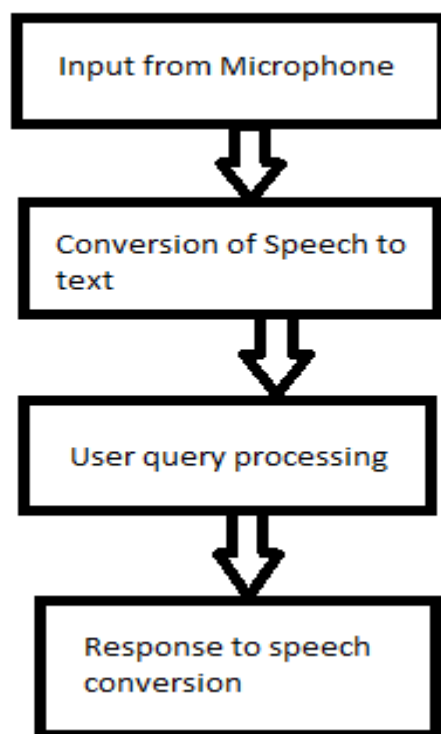 Input from Microphone
Conversion of Speech to
text
User query processing
Response to speech
conversion